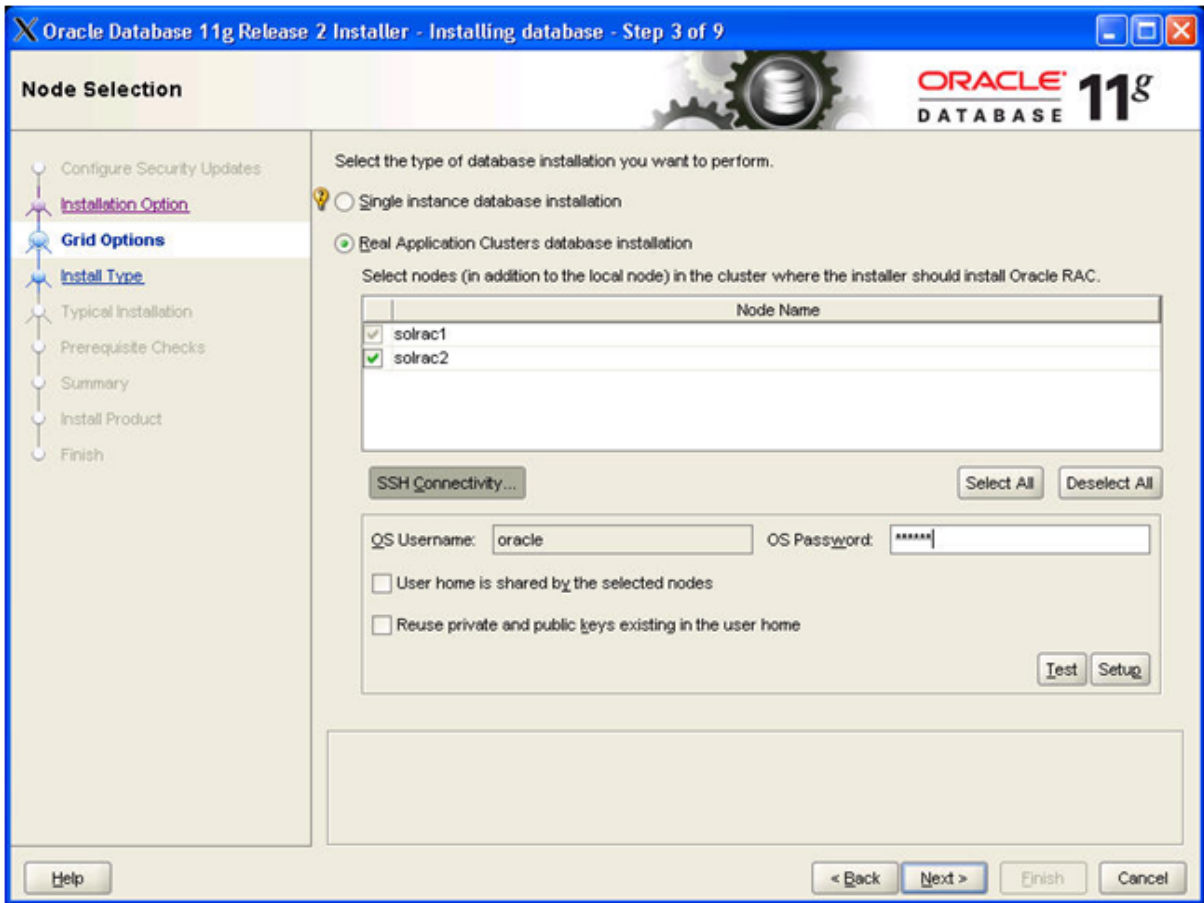 X Oracle Database 11g Release 2 Installer - Installing database - Step 3 of 9
Node Selection
ORACLE
DATABASE 11g
Configure Security Updates
Installation Option
Grid Options
Install Type
Typical Installation
Prerequisite Checks
Summary
Install Product
Finish
Select the type of database installation you want to perform.
Single instance database installation
Real Application Clusters database installation
Select nodes (in addition to the local node) in the cluster where the installer should install Oracle RAC.
Node Name
solrac1
solrac2
SSH Connectivity... Select All Deselect All
OS Username: oracle OS Password: ******
User home is shared by the selected nodes
Reuse private and public keys existing in the user home
Test Setup
Help < Back Next > Finish Cancel